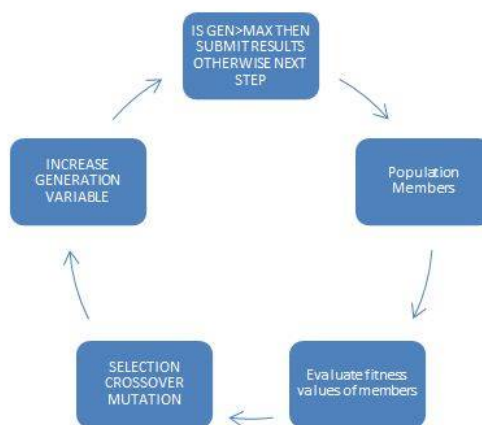 IS GEN>MAX THEN
SUBMIT RESULTS
OTHERWISE NEXT
STEP
Population
Members
Evaluate fitness
values of members
SELECTION
CROSSOVER
MUTATION
INCREASE
GENERATION
VARIABLE